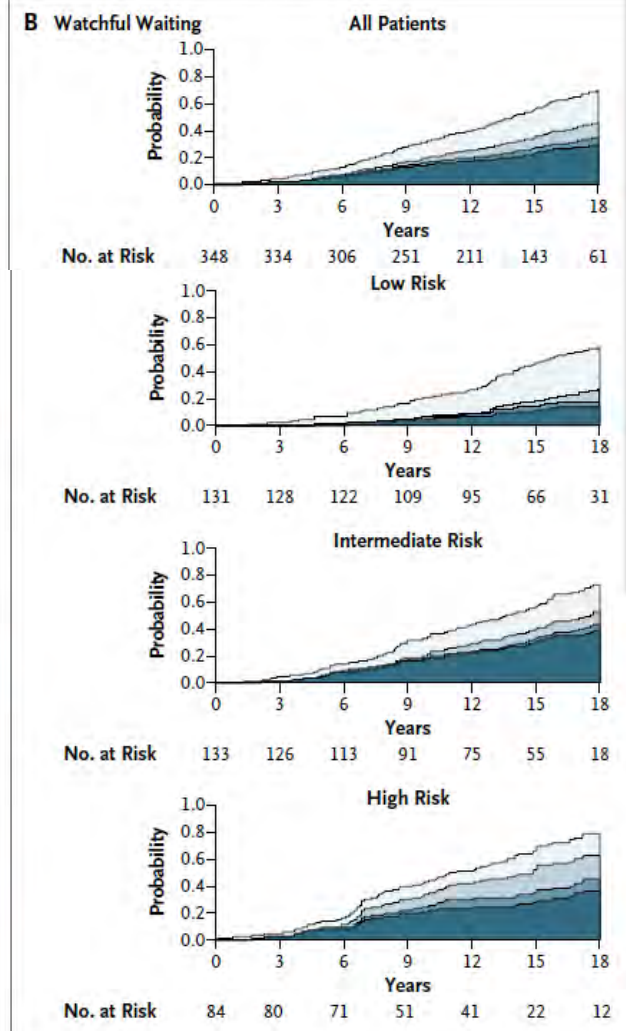 B Watchful Waiting All Patients
1.0
0.8
0.6
0.4
0.2
0.0
Probability
0 3 6 9 12 15 18
Years
No. at Risk 348 334 306 251 211 143 61
Low Risk
1.0
0.8
0.6
0.4
0.2
0.0
Probability
0 3 6 9 12 15 18
Years
No. at Risk 131 128 122 109 95 66 31
Intermediate Risk
1.0
0.8
0.6
0.4
0.2
0.0
Probability
0 3 6 9 12 15 18
Years
No. at Risk 133 126 113 91 75 55 18
High Risk
1.0
0.8
0.6
0.4
0.2
0.0
Probability
0 3 6 9 12 15 18
Years
No. at Risk 84 80 71 51 41 22 12